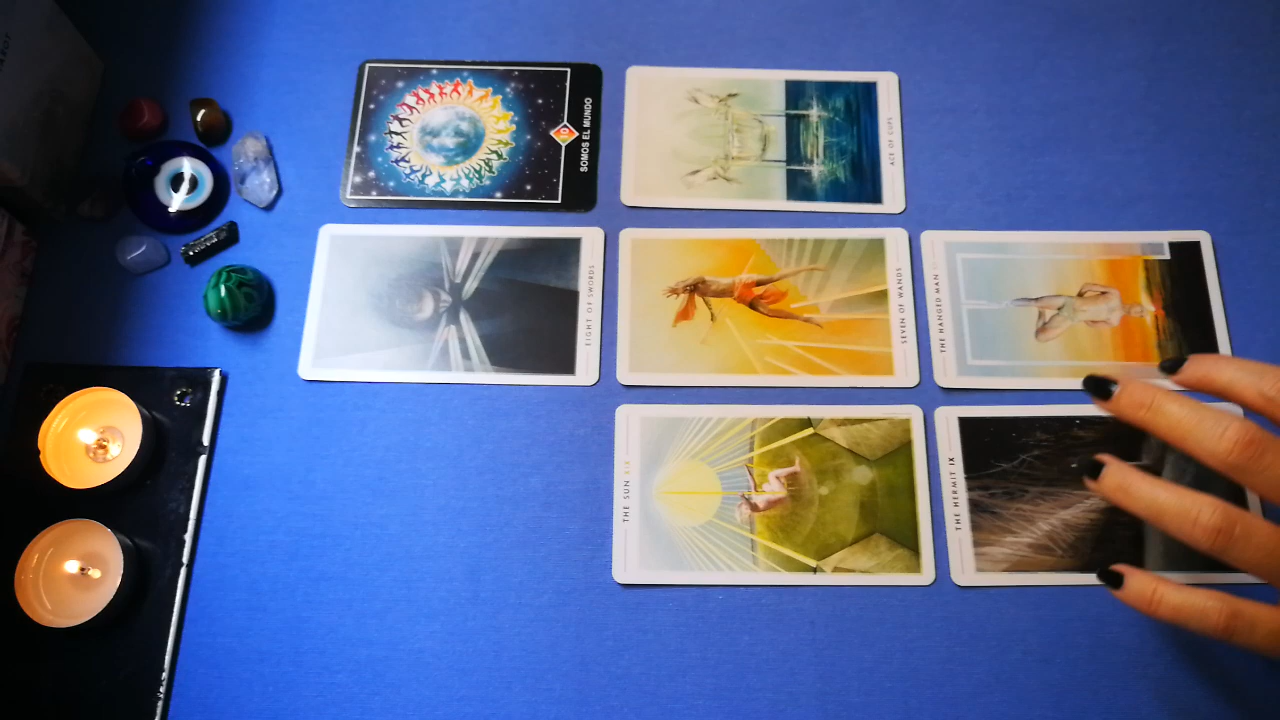 10
SOMOS EL MUNDO
ACE OF CUPS
EIGHT OF SWORDS
SEVEN OF WANDS
THE HANGED MAN
THE SUN XIX
THE HERMIT IX